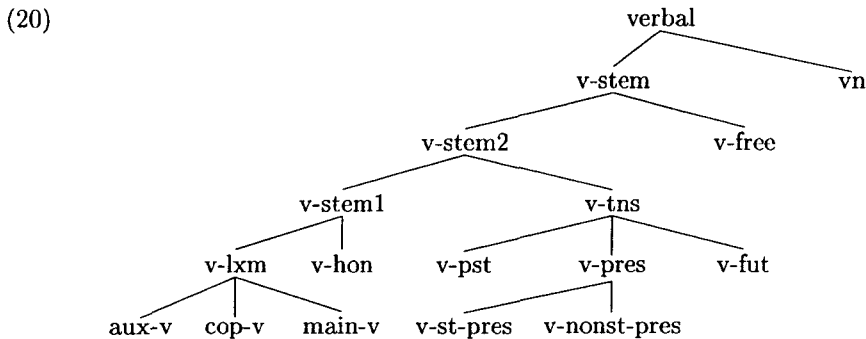 (20) verbal
v-stem vn
v-stem2 v-free
v-stem1 v-tns
v-lxm v-hon v-pst v-pres v-fut
aux-v cop-v main-v v-st-pres v-nonst-pres